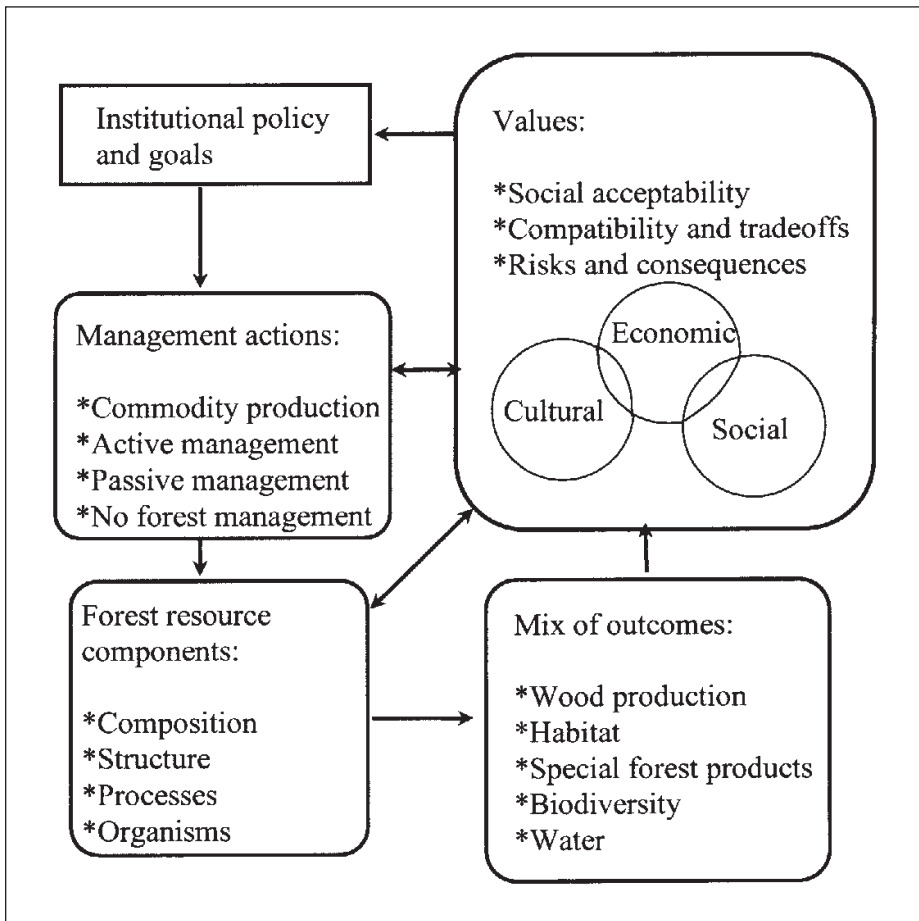 Institutional policy
and goals
Values:
*Social acceptability
*Compatibility and tradeoffs
*Risks and consequences
Economic
Cultural
Social
Management actions:
*Commodity production
*Active management
*Passive management
*No forest management
Forest resource
components:
*Composition
*Structure
*Processes
*Organisms
Mix of outcomes:
*Wood production
*Habitat
*Special forest products
*Biodiversity
*Water